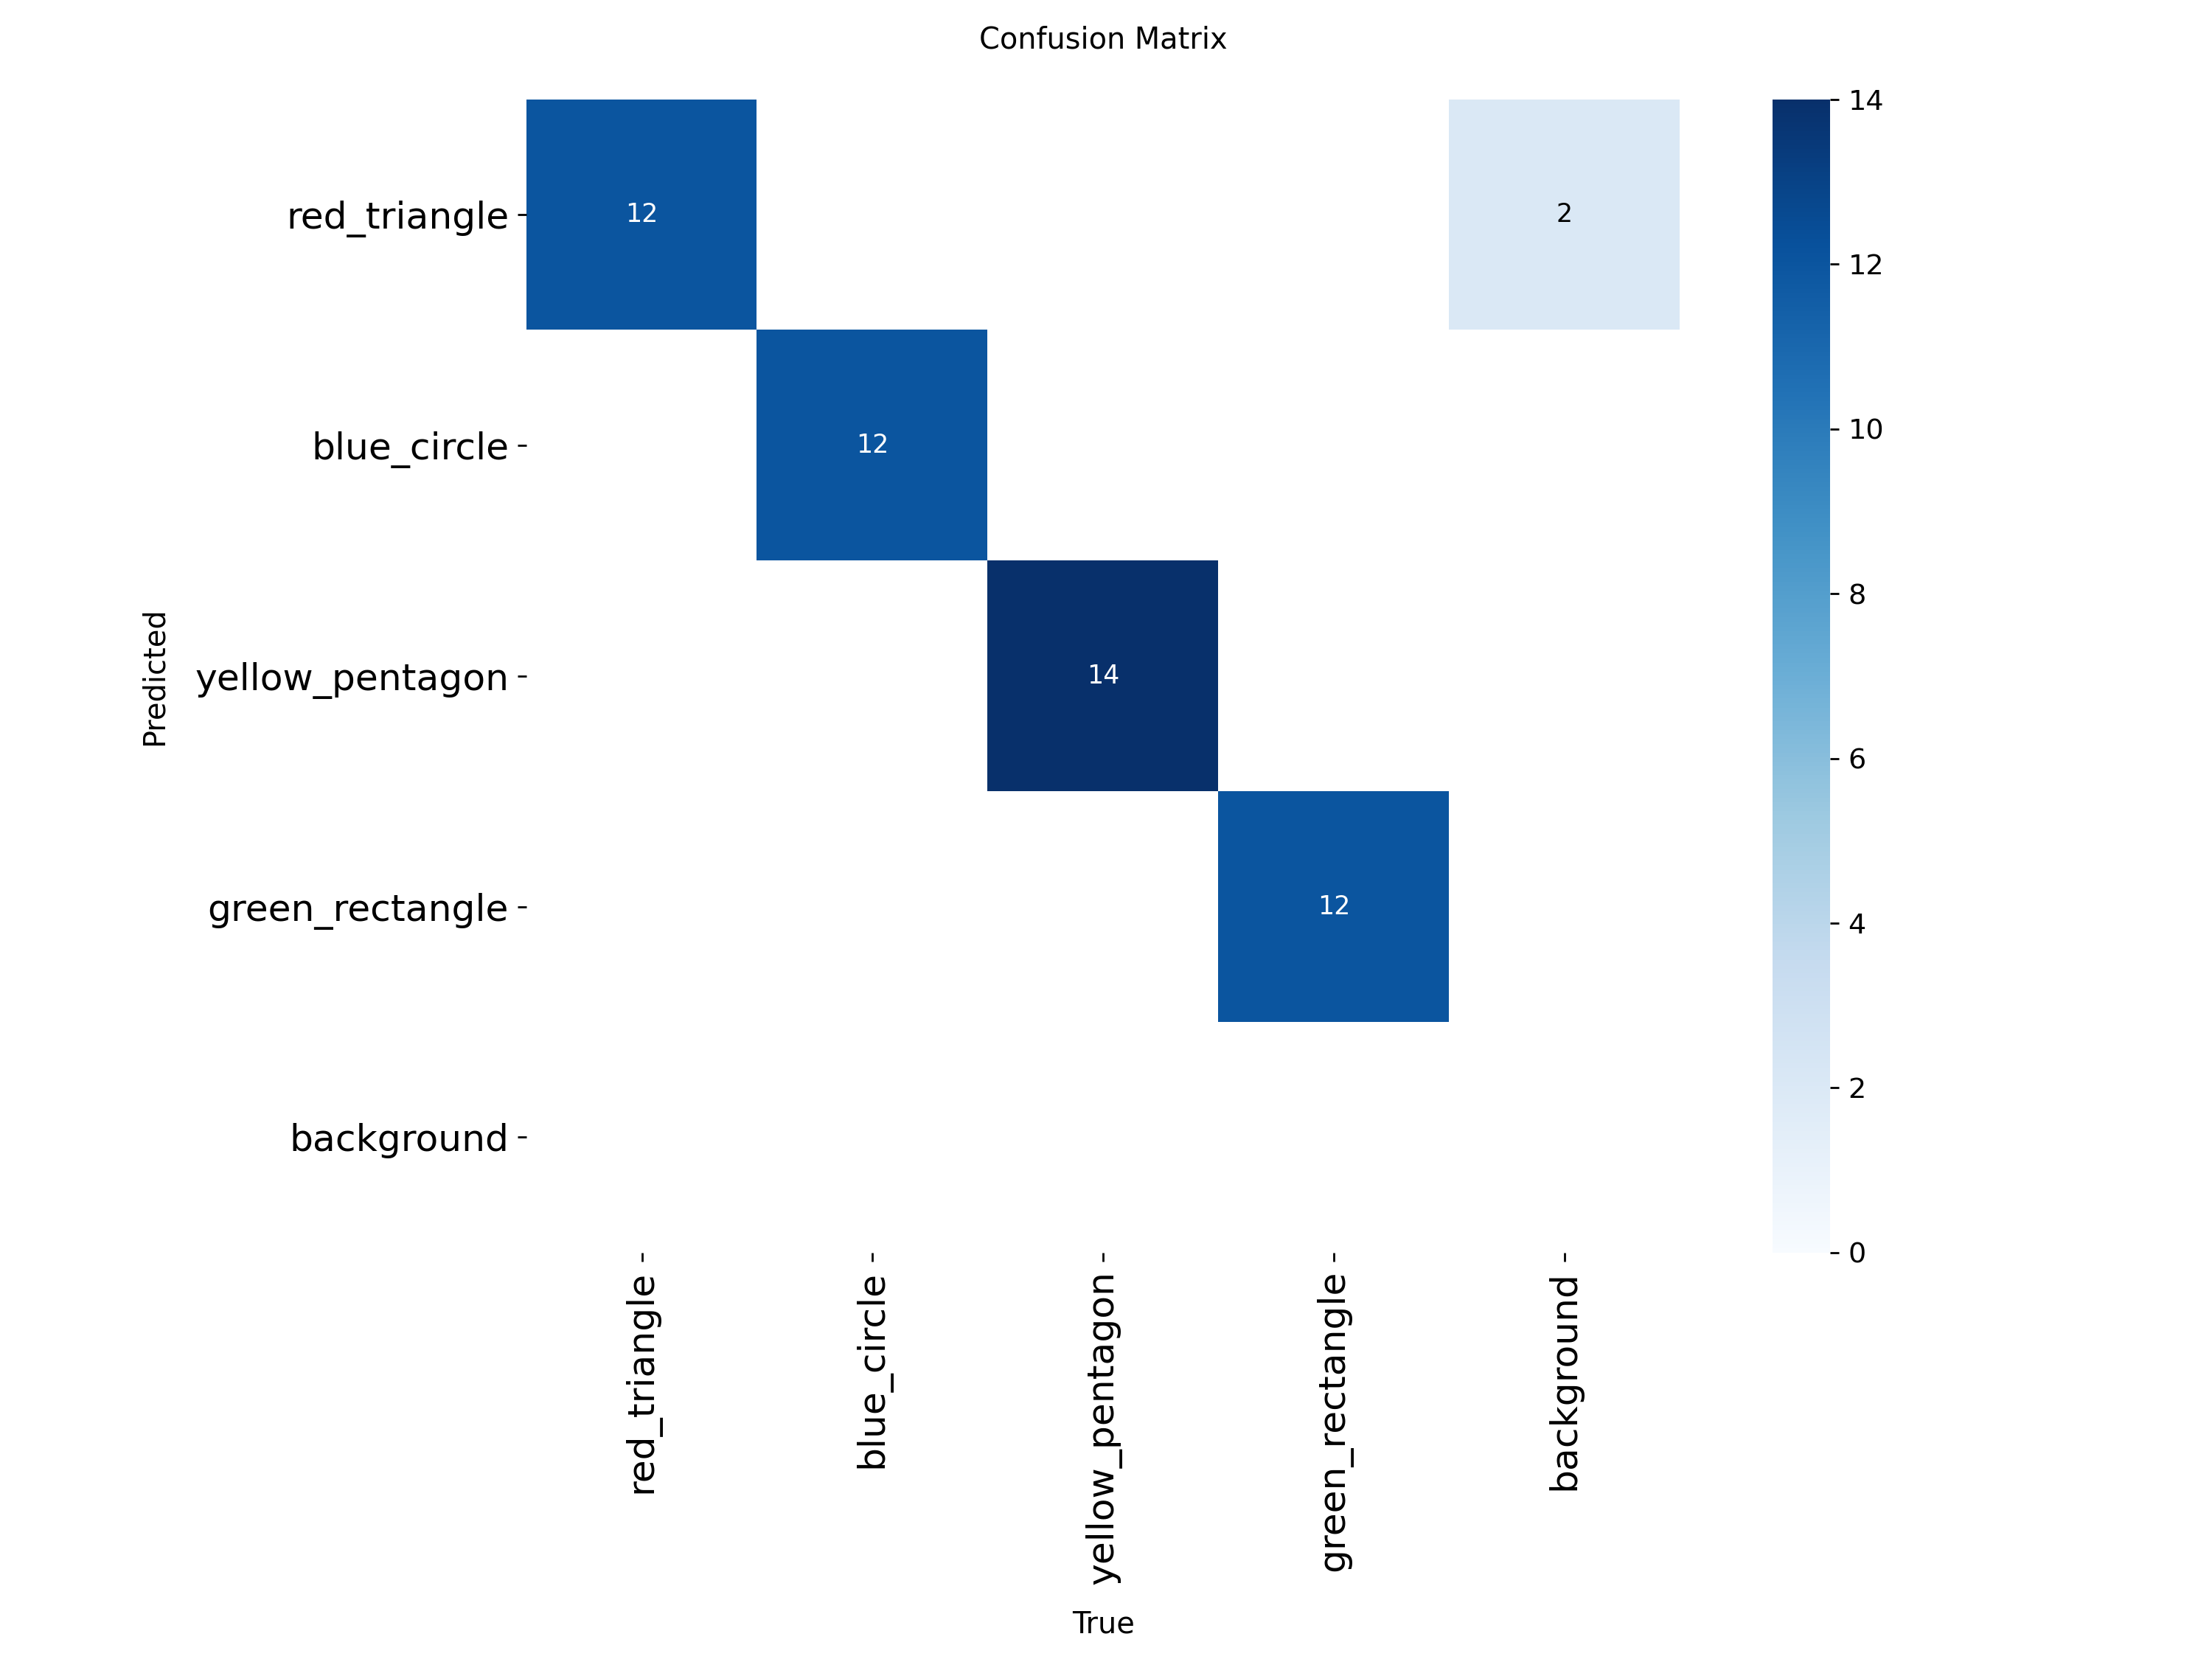 Confusion Matrix
red_triangle
12
2
blue_circle
12
yellow_pentagon
14
green_rectangle
12
background
Predicted
red_triangle
blue_circle
yellow_pentagon
green_rectangle
background
True
14
12
10
8
6
4
2
0